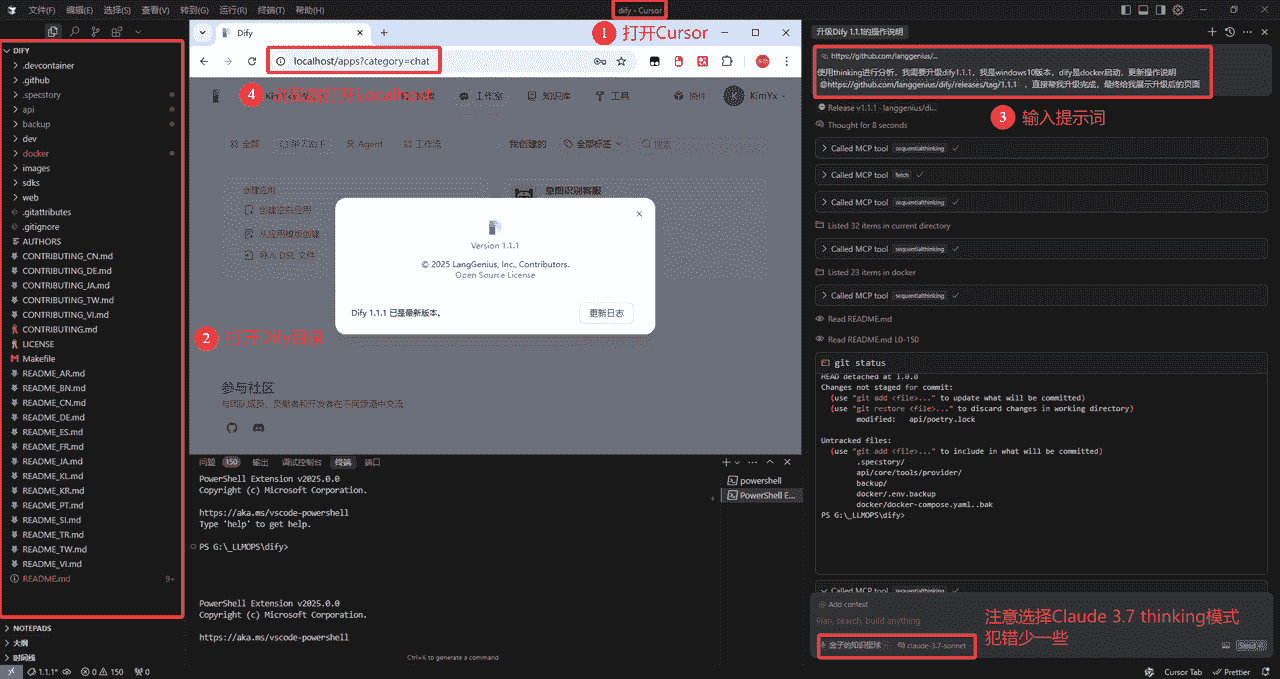 文件(F) 编辑(E) 选择(S) 查看(V) 转到(G) 运行(R) 终端(T) 帮助(H)
dify - Cursor
1 打开Cursor
DIFY
.devcontainer
.github
.specstory
api
backup
dev
docker
images
sdks
web
.gitattributes
.gitignore
AUTHORS
CONTRIBUTING_CN.md
CONTRIBUTING_DE.md
CONTRIBUTING_JA.md
CONTRIBUTING_TW.md
CONTRIBUTING_VI.md
CONTRIBUTING.md
LICENSE
Makefile
README_AR.md
README_BN.md
README_CN.md
README_DE.md
README_ES.md
README_FR.md
README_JA.md
README_KL.md
README_KR.md
README_PT.md
README_SI.md
README_TR.md
README_TW.md
README_VI.md
README.md 9+
NOTEPADS
大纲
时间线
1.1.1* 0 150 0
Dify
localhost/apps?category=chat
4 打开Localhost
工作室 知识库 工具 插件 K KimYx
全部 Agent 工作流 我创建的 全部标签
创建应用
创建空白应用
从应用模板创建
导入 DSL 文件
意图识别客服
Version 1.1.1
© 2025 LangGenius, Inc., Contributors.
Open Source License
Dify 1.1.1 已是最新版本。
更新日志
2 打开Dify目录
参与社区
与团队成员、贡献者和开发者在不同频道中交流
问题 150 输出 调试控制台 终端 端口
PowerShell Extension v2025.0.0
Copyright (c) Microsoft Corporation.
https://aka.ms/vscode-powershell
Type 'help' to get help.
PS G:\_LLMOPS\dify>
PowerShell Extension v2025.0.0
Copyright (c) Microsoft Corporation.
https://aka.ms/vscode-powershell
Ctrl+K to generate a command
powershell
PowerShell E...
升级Dify 1.1.1的操作说明
https://github.com/langgenius/...
使用thinking进行分析，我需要升级dify1.1.1，我是windows10版本，dify是docker启动，更新操作说明
@https://github.com/langgenius/dify/releases/tag/1.1.1 ，直接帮我升级完成，最终给我展示升级后的页面
3 输入提示词
Release v1.1.1 · langgenius/di...
Thought for 8 seconds
Called MCP tool sequentialthinking
Called MCP tool fetch
Called MCP tool sequentialthinking
Listed 32 items in current directory
Called MCP tool sequentialthinking
Listed 23 items in docker
Called MCP tool sequentialthinking
Read README.md
Read README.md L0-150
git status
HEAD detached at 1.0.0
Changes not staged for commit:
(use "git add <file>..." to update what will be committed)
(use "git restore <file>..." to discard changes in working directory)
modified: api/poetry.lock
Untracked files:
(use "git add <file>..." to include in what will be committed)
.specstory/
api/core/tools/provider/
backup/
docker/.env.backup
docker/docker-compose.yaml..bak
PS G:\_LLMOPS\dify>
Called MCP tool sequentialthinking
Add context
Plan, search, build anything
注意选择Claude 3.7 thinking模式
犯错少一些
金子的知识星球 claude-3.7-sonnet
Send
Cursor Tab Prettier